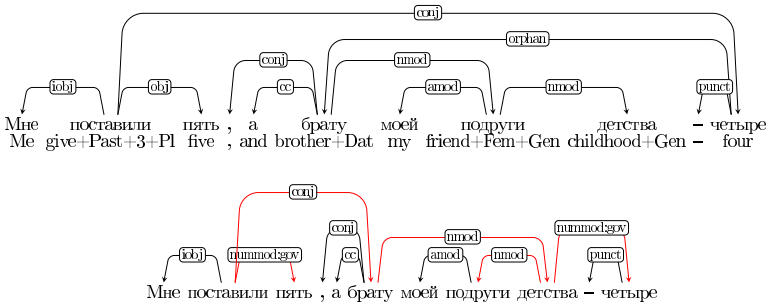 conj
orphan
conj nmod
iobj obj cc amod nmod punct
Мне поставили пять , а брату моей подруги детства – четыре
Me give+Past+3+Pl five , and brother+Dat my friend+Fem+Gen childhood+Gen – four
conj
conj nummod:gov
nmod
iobj nummod:gov cc amod nmod punct
Мне поставили пять , а брату моей подруги детства – четыре